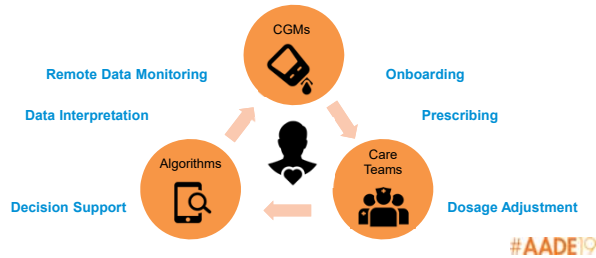 CGMs
Remote Data Monitoring
Onboarding
Data Interpretation
Prescribing
Algorithms
Care
Teams
Decision Support
Dosage Adjustment
#AADE19